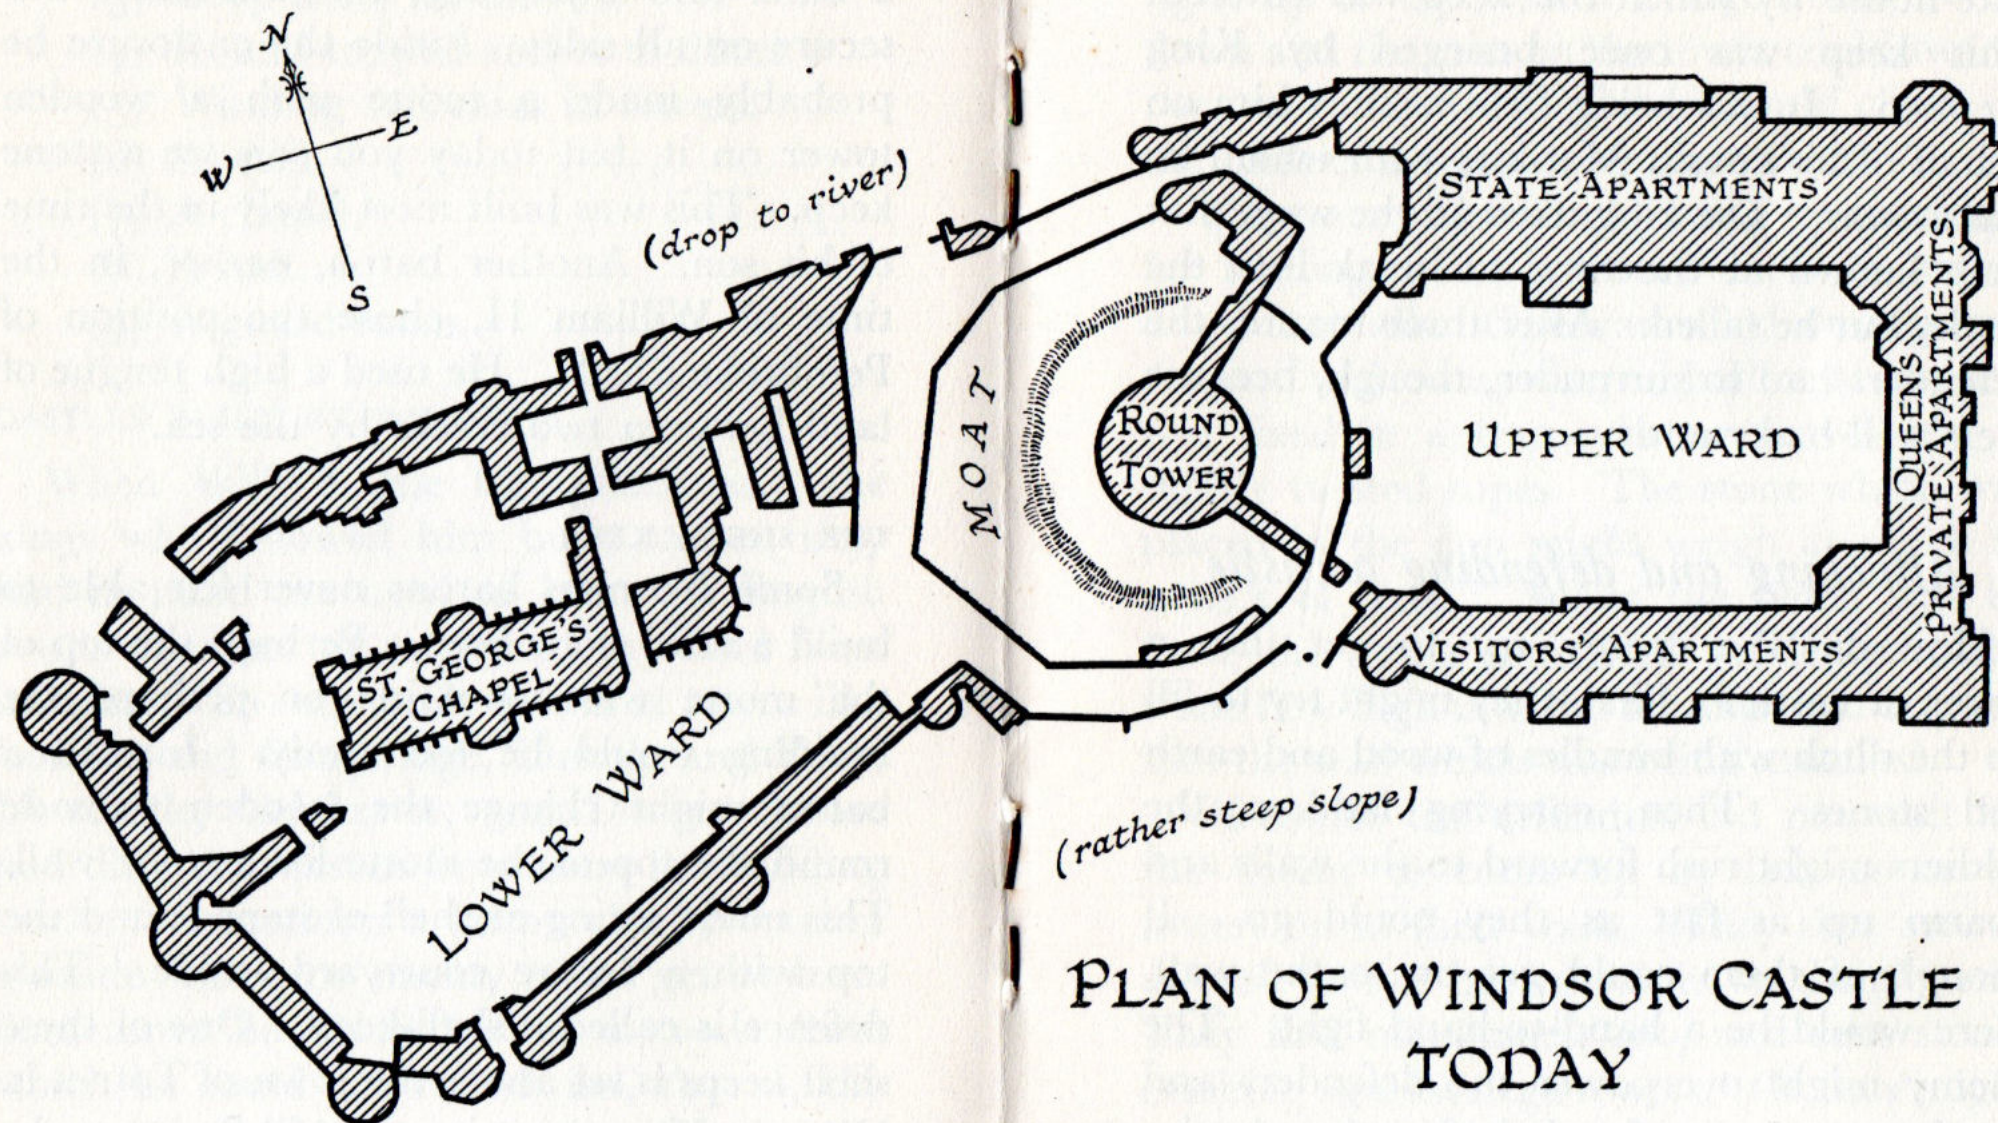 N
E
W
S
(drop to river)
STATE APARTMENTS
MOAT
ROUND
TOWER
UPPER WARD
QUEEN'S
PRIVATE APARTMENTS
ST. GEORGE'S
CHAPEL
VISITORS' APARTMENTS
LOWER WARD
(rather steep slope)
PLAN OF WINDSOR CASTLE
TODAY